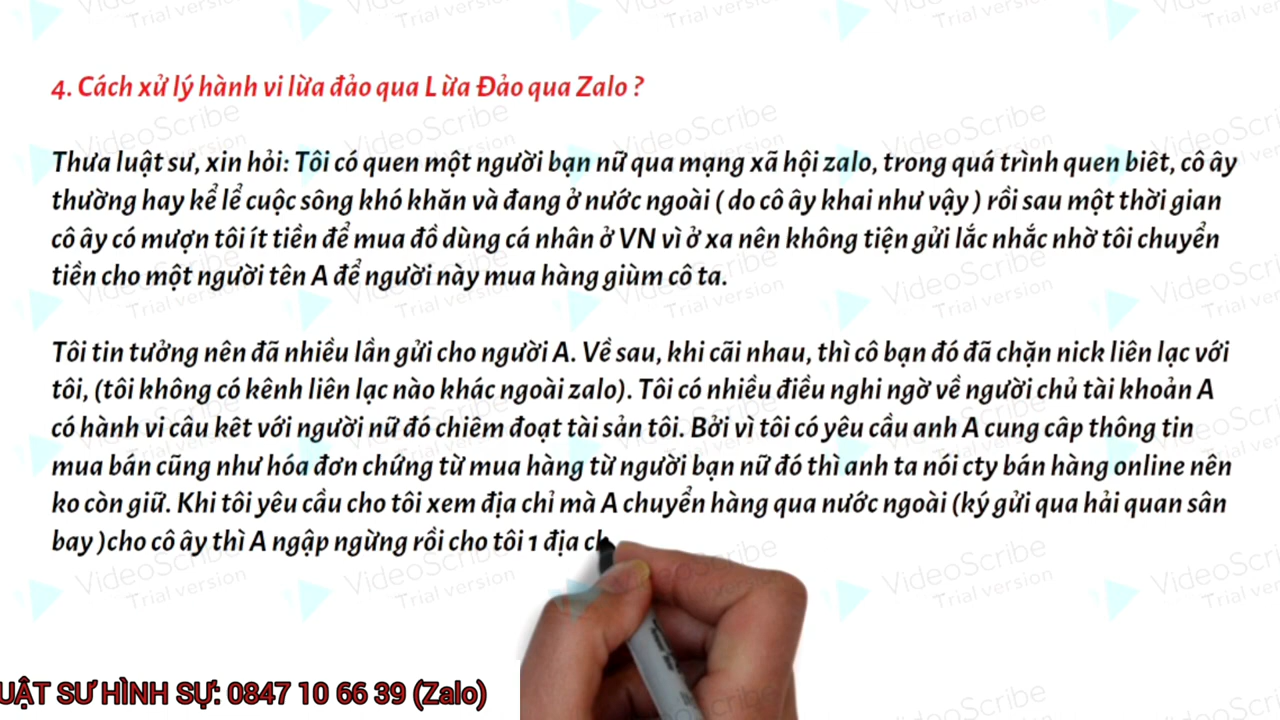 4. Cách xử lý hành vi lừa đảo qua L ừa Đảo qua Zalo ?
Thưa luật sư, xin hỏi: Tôi có quen một người bạn nữ qua mạng xã hội zalo, trong quá trình quen biêt, cô ây
thường hay kể lể cuộc sông khó khăn và đang ở nước ngoài ( do cô ây khai như vậy ) rồi sau một thời gian
cô ây có mượn tôi ít tiền để mua đồ dùng cá nhân ở VN vì ở xa nên không tiện gửi lắc nhắc nhờ tôi chuyển
tiền cho một người tên A để người này mua hàng giùm cô ta.
Tôi tin tưởng nên đã nhiều lần gửi cho người A. Về sau, khi cãi nhau, thì cô bạn đó đã chặn nick liên lạc với
tôi, (tôi không có kênh liên lạc nào khác ngoài zalo). Tôi có nhiều điều nghi ngờ về người chủ tài khoản A
có hành vi câu kêt với người nữ đó chiêm đoạt tài sản tôi. Bởi vì tôi có yêu cầu anh A cung câp thông tin
mua bán cũng như hóa đơn chứng từ mua hàng từ người bạn nữ đó thì anh ta nói cty bán hàng online nên
ko còn giữ. Khi tôi yêu cầu cho tôi xem địa chỉ mà A chuyển hàng qua nước ngoài (ký gửi qua hải quan sân
bay )cho cô ây thì A ngập ngừng rồi cho tôi 1 địa ch
UẬT SƯ HÌNH SỰ: 0847 10 66 39 (Zalo)
VideoScribe
Trial version